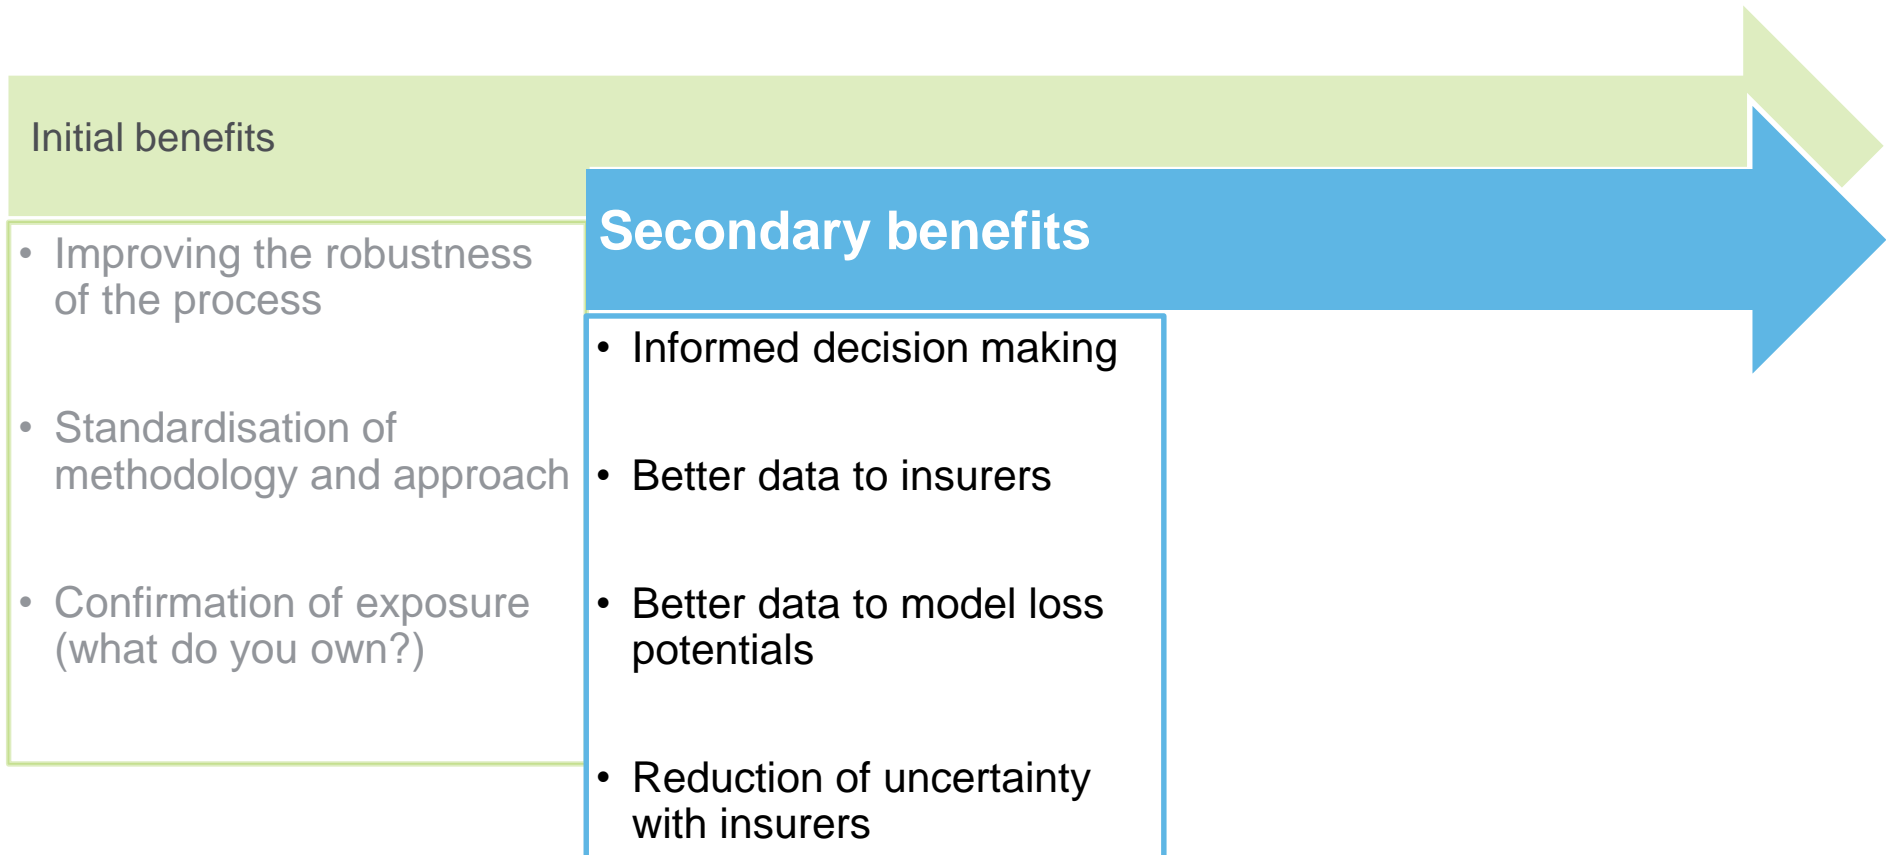 Initial benefits
• Improving the robustness
of the process
• Standardisation of
methodology and approach
• Confirmation of exposure
(what do you own?)
Secondary benefits
• Informed decision making
• Better data to insurers
• Better data to model loss
potentials
• Reduction of uncertainty
with insurers